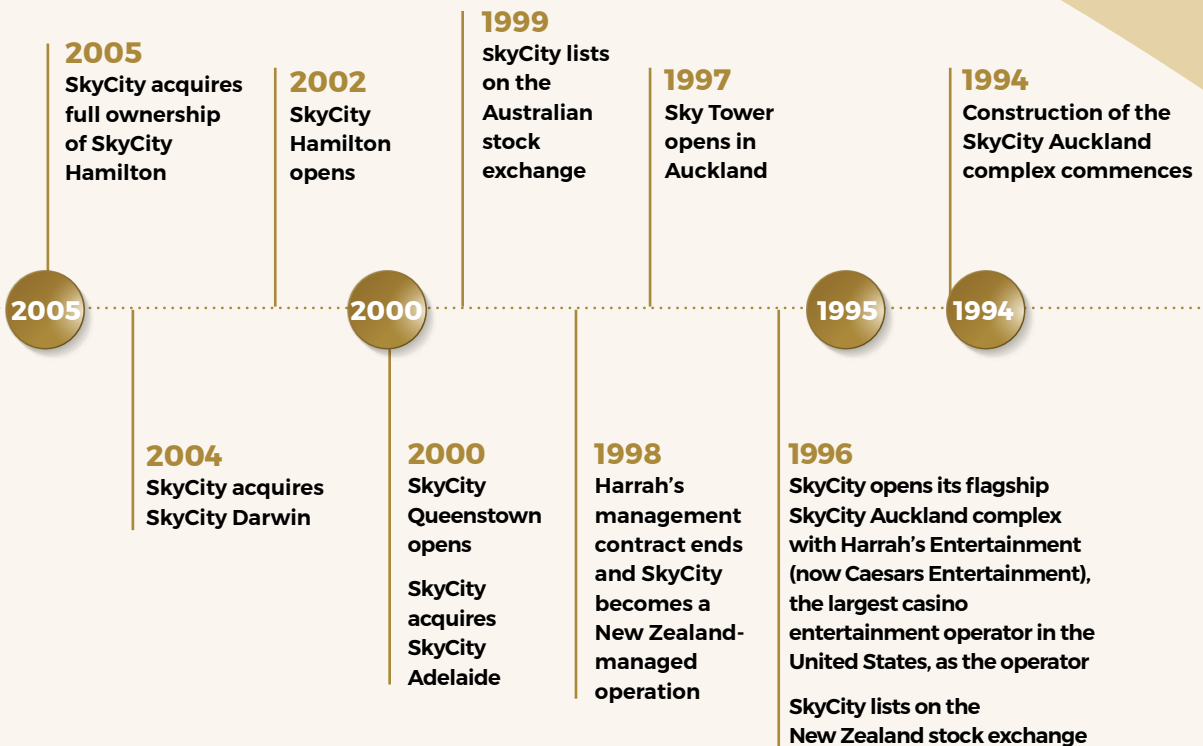 2005
SkyCity acquires
full ownership
of SkyCity
Hamilton
2002
SkyCity
Hamilton
opens
1999
SkyCity lists
on the
Australian
stock
exchange
1997
Sky Tower
opens in
Auckland
1994
Construction of the
SkyCity Auckland
complex commences
2005
2000
1995
1994
2004
SkyCity acquires
SkyCity Darwin
2000
SkyCity
Queenstown
opens
SkyCity
acquires
SkyCity
Adelaide
1998
Harrah’s
management
contract ends
and SkyCity
becomes a
New Zealand-
managed
operation
1996
SkyCity opens its flagship
SkyCity Auckland complex
with Harrah’s Entertainment
(now Caesars Entertainment),
the largest casino
entertainment operator in the
United States, as the operator
SkyCity lists on the
New Zealand stock exchange